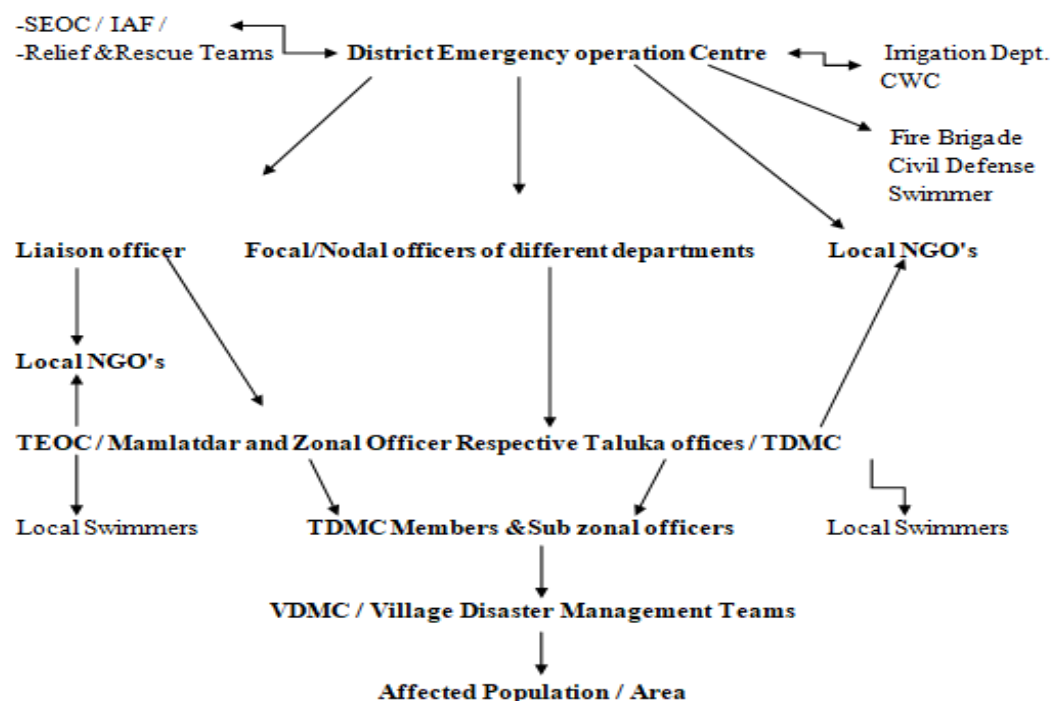 -SEOC / IAF /
-Relief &Rescue Teams
District Emergency operation Centre
Irrigation Dept.
CWC
Fire Brigade
Civil Defense
Swimmer
Liaison officer
Focal/Nodal officers of different departments
Local NGO's
Local NGO's
TEOC / Mamlatdar and Zonal Officer Respective Taluka offices / TDMC
Local Swimmers
TDMC Members &Sub zonal officers
Local Swimmers
VDMC / Village Disaster Management Teams
Affected Population / Area